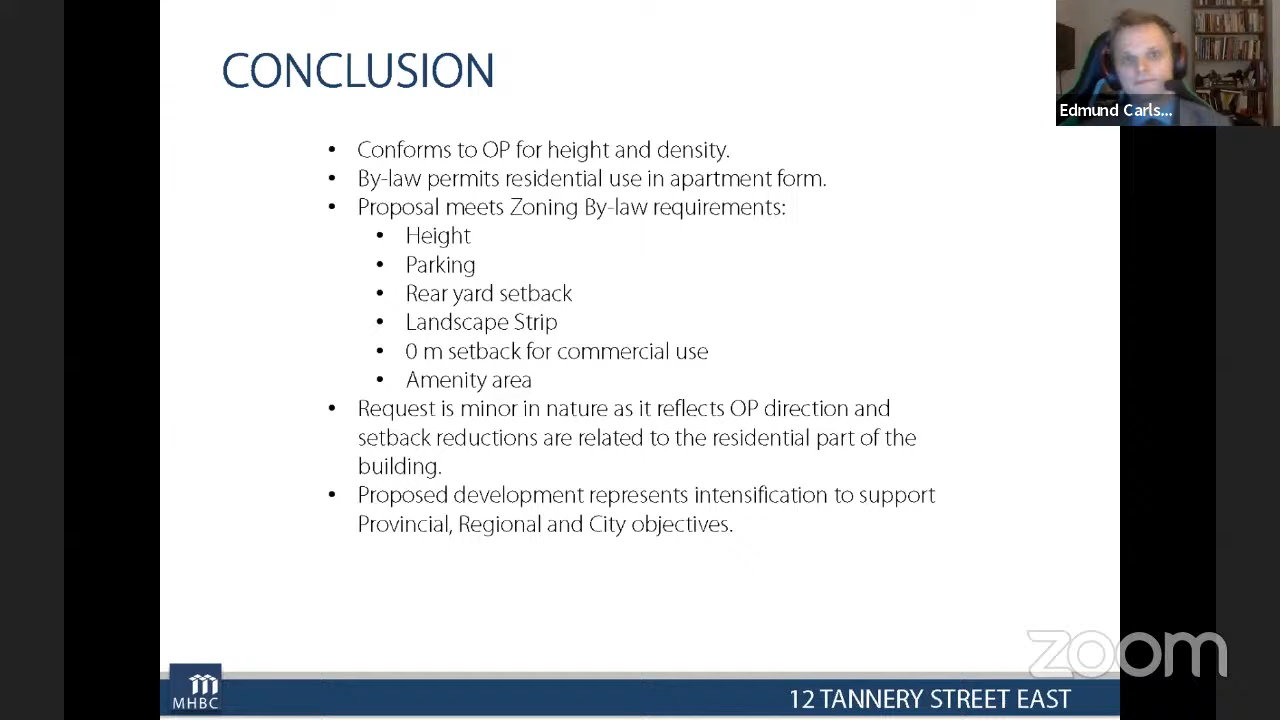 CONCLUSION
Edmund Carls...
• Conforms to OP for height and density.
• By-law permits residential use in apartment form.
• Proposal meets Zoning By-law requirements:
• Height
• Parking
• Rear yard setback
• Landscape Strip
• 0 m setback for commercial use
• Amenity area
• Request is minor in nature as it reflects OP direction and
setback reductions are related to the residential part of the
building.
• Proposed development represents intensification to support
Provincial, Regional and City objectives.
zoom
MHBC
12 TANNERY STREET EAST